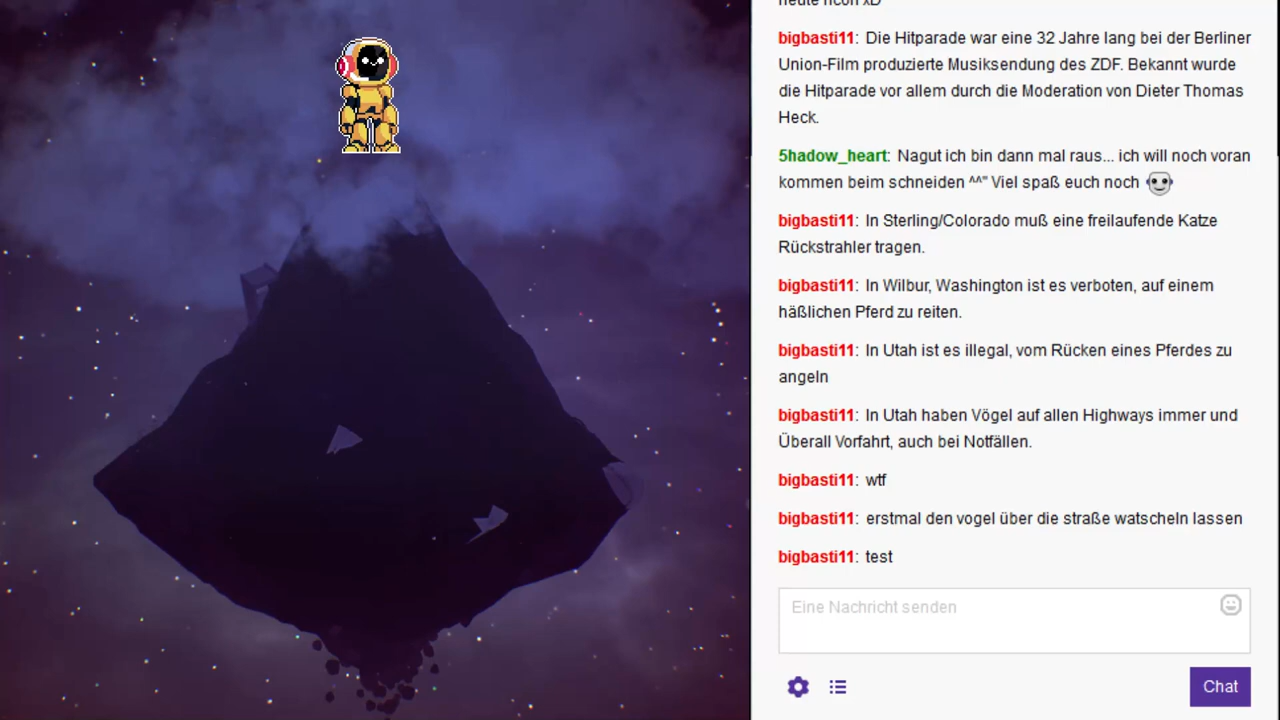 heute ncon xD
bigbasti11: Die Hitparade war eine 32 Jahre lang bei der Berliner
Union-Film produzierte Musiksendung des ZDF. Bekannt wurde
die Hitparade vor allem durch die Moderation von Dieter Thomas
Heck.
5hadow_heart: Nagut ich bin dann mal raus... ich will noch voran
kommen beim schneiden ^^" Viel spaß euch noch
bigbasti11: In Sterling/Colorado muß eine freilaufende Katze
Rückstrahler tragen.
bigbasti11: In Wilbur, Washington ist es verboten, auf einem
häßlichen Pferd zu reiten.
bigbasti11: In Utah ist es illegal, vom Rücken eines Pferdes zu
angeln
bigbasti11: In Utah haben Vögel auf allen Highways immer und
Überall Vorfahrt, auch bei Notfällen.
bigbasti11: wtf
bigbasti11: erstmal den vogel über die straße watscheln lassen
bigbasti11: test
Eine Nachricht senden
Chat